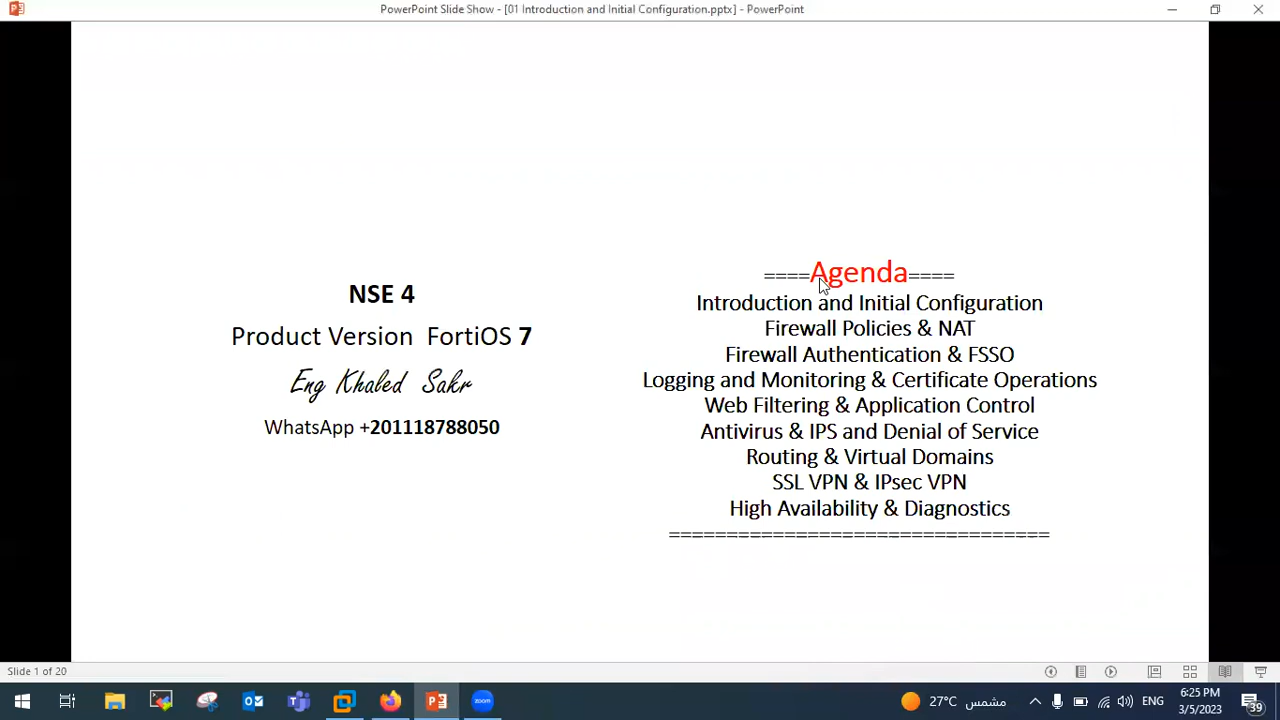 PowerPoint Slide Show - [01 Introduction and Initial Configuration.pptx] - PowerPoint
NSE 4
Product Version FortiOS 7
Eng Khaled Sakr
WhatsApp +201118788050
====Agenda====
Introduction and Initial Configuration
Firewall Policies & NAT
Firewall Authentication & FSSO
Logging and Monitoring & Certificate Operations
Web Filtering & Application Control
Antivirus & IPS and Denial of Service
Routing & Virtual Domains
SSL VPN & IPsec VPN
High Availability & Diagnostics
=================================
Slide 1 of 20
zoom
27°C مشمس
ENG
6:25 PM
3/5/2023
39